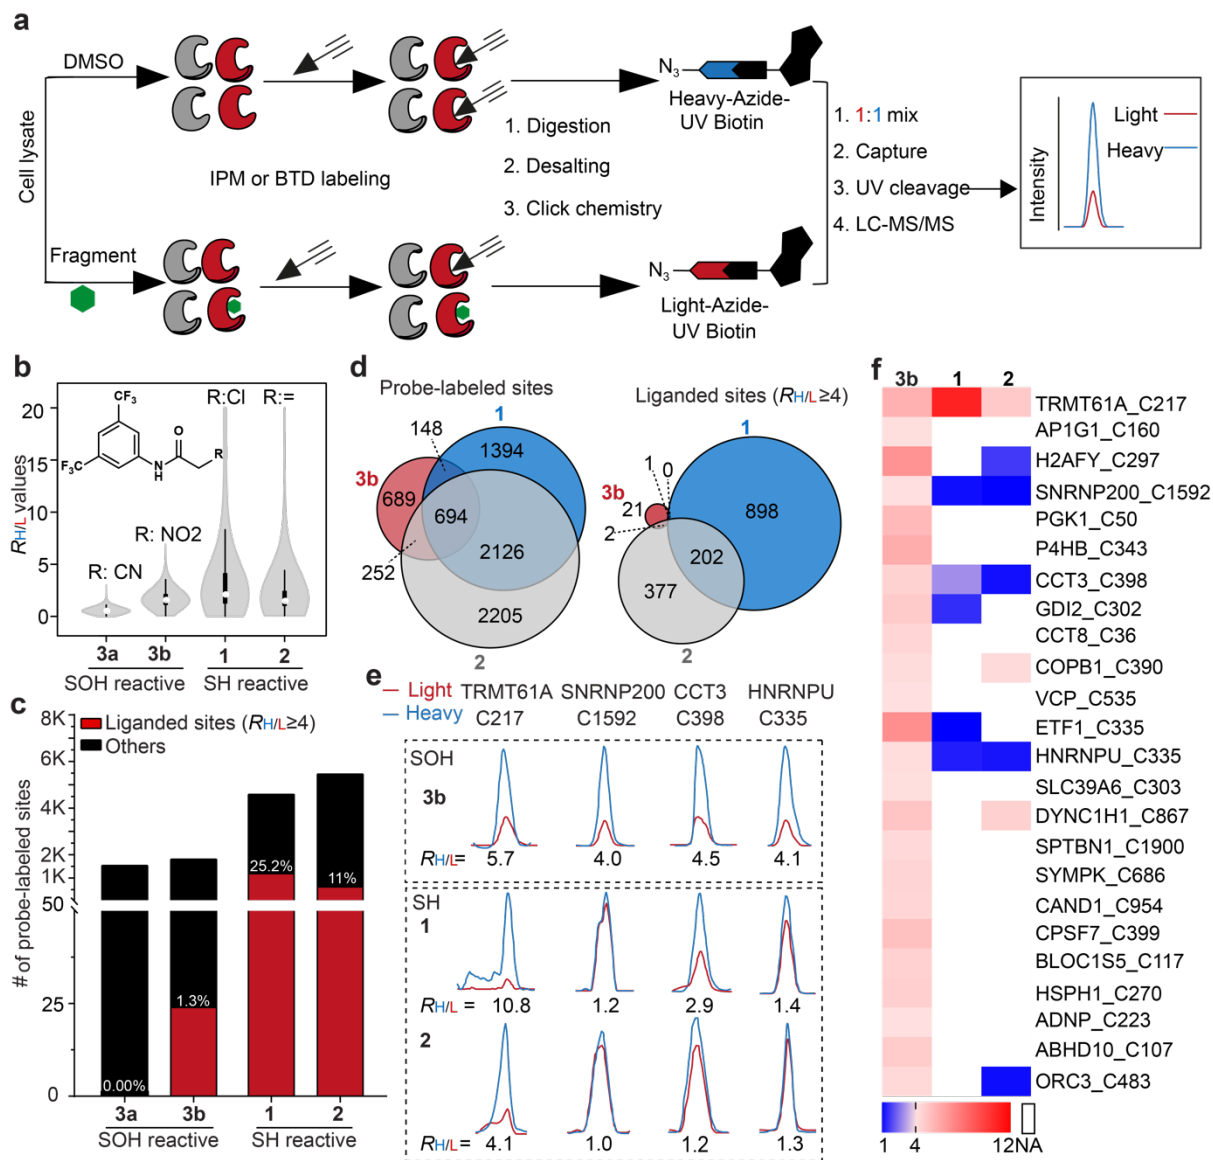 a
DMSO
Cell lysate
IPM or BTD labeling
Fragment
1. Digestion
2. Desalting
3. Click chemistry
N3
Heavy-Azide-
UV Biotin
N3
Light-Azide-
UV Biotin
1. 1:1 mix
2. Capture
3. UV cleavage
4. LC-MS/MS
Intensity
Light
Heavy
b
RH/L values
20
15
10
5
0
CF3
F3C
N
H
O
R
R: CN
R: NO2
R:Cl
R:=
3a
3b
1
2
SOH reactive
SH reactive
c
# of probe-labeled sites
8K
6K
4K
2K
1K
50
25
0
Liganded sites (RH/L≥4)
Others
0.00%
1.3%
25.2%
11%
3a
3b
1
2
SOH reactive
SH reactive
d
Probe-labeled sites
1
148
1394
3b
689
694
2126
252
2205
2
Liganded sites (RH/L≥4)
1
1
0
3b
21
898
2
202
377
2
e
Light
Heavy
TRMT61A
C217
SNRNP200
C1592
CCT3
C398
HNRNPU
C335
SOH
3b
RH/L=
5.7
4.0
4.5
4.1
SH
1
RH/L =
10.8
1.2
2.9
1.4
2
RH/L =
4.1
1.0
1.2
1.3
f
3b
1
2
TRMT61A_C217
AP1G1_C160
H2AFY_C297
SNRNP200_C1592
PGK1_C50
P4HB_C343
CCT3_C398
GDI2_C302
CCT8_C36
COPB1_C390
VCP_C535
ETF1_C335
HNRNPU_C335
SLC39A6_C303
DYNC1H1_C867
SPTBN1_C1900
SYMPK_C686
CAND1_C954
CPSF7_C399
BLOC1S5_C117
HSPH1_C270
ADNP_C223
ABHD10_C107
ORC3_C483
1
4
12
NA